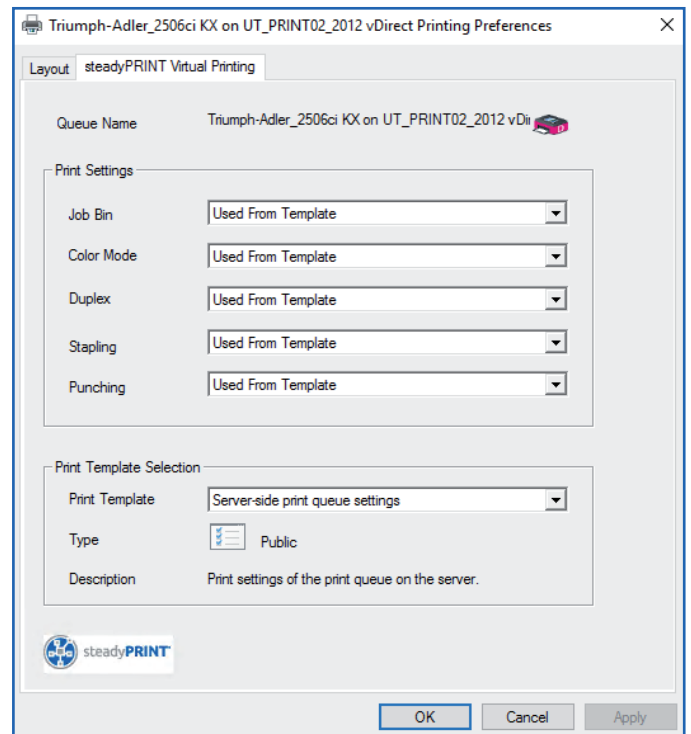 Triumph-Adler_2506ci KX on UT_PRINT02_2012 vDirect Printing Preferences
Layout steadyPRINT Virtual Printing
Queue Name Triumph-Adler_2506ci KX on UT_PRINT02_2012 vDir
Print Settings
Job Bin Used From Template
Color Mode Used From Template
Duplex Used From Template
Stapling Used From Template
Punching Used From Template
Print Template Selection
Print Template Server-side print queue settings
Type Public
Description Print settings of the print queue on the server.
steadyPRINT
OK Cancel Apply